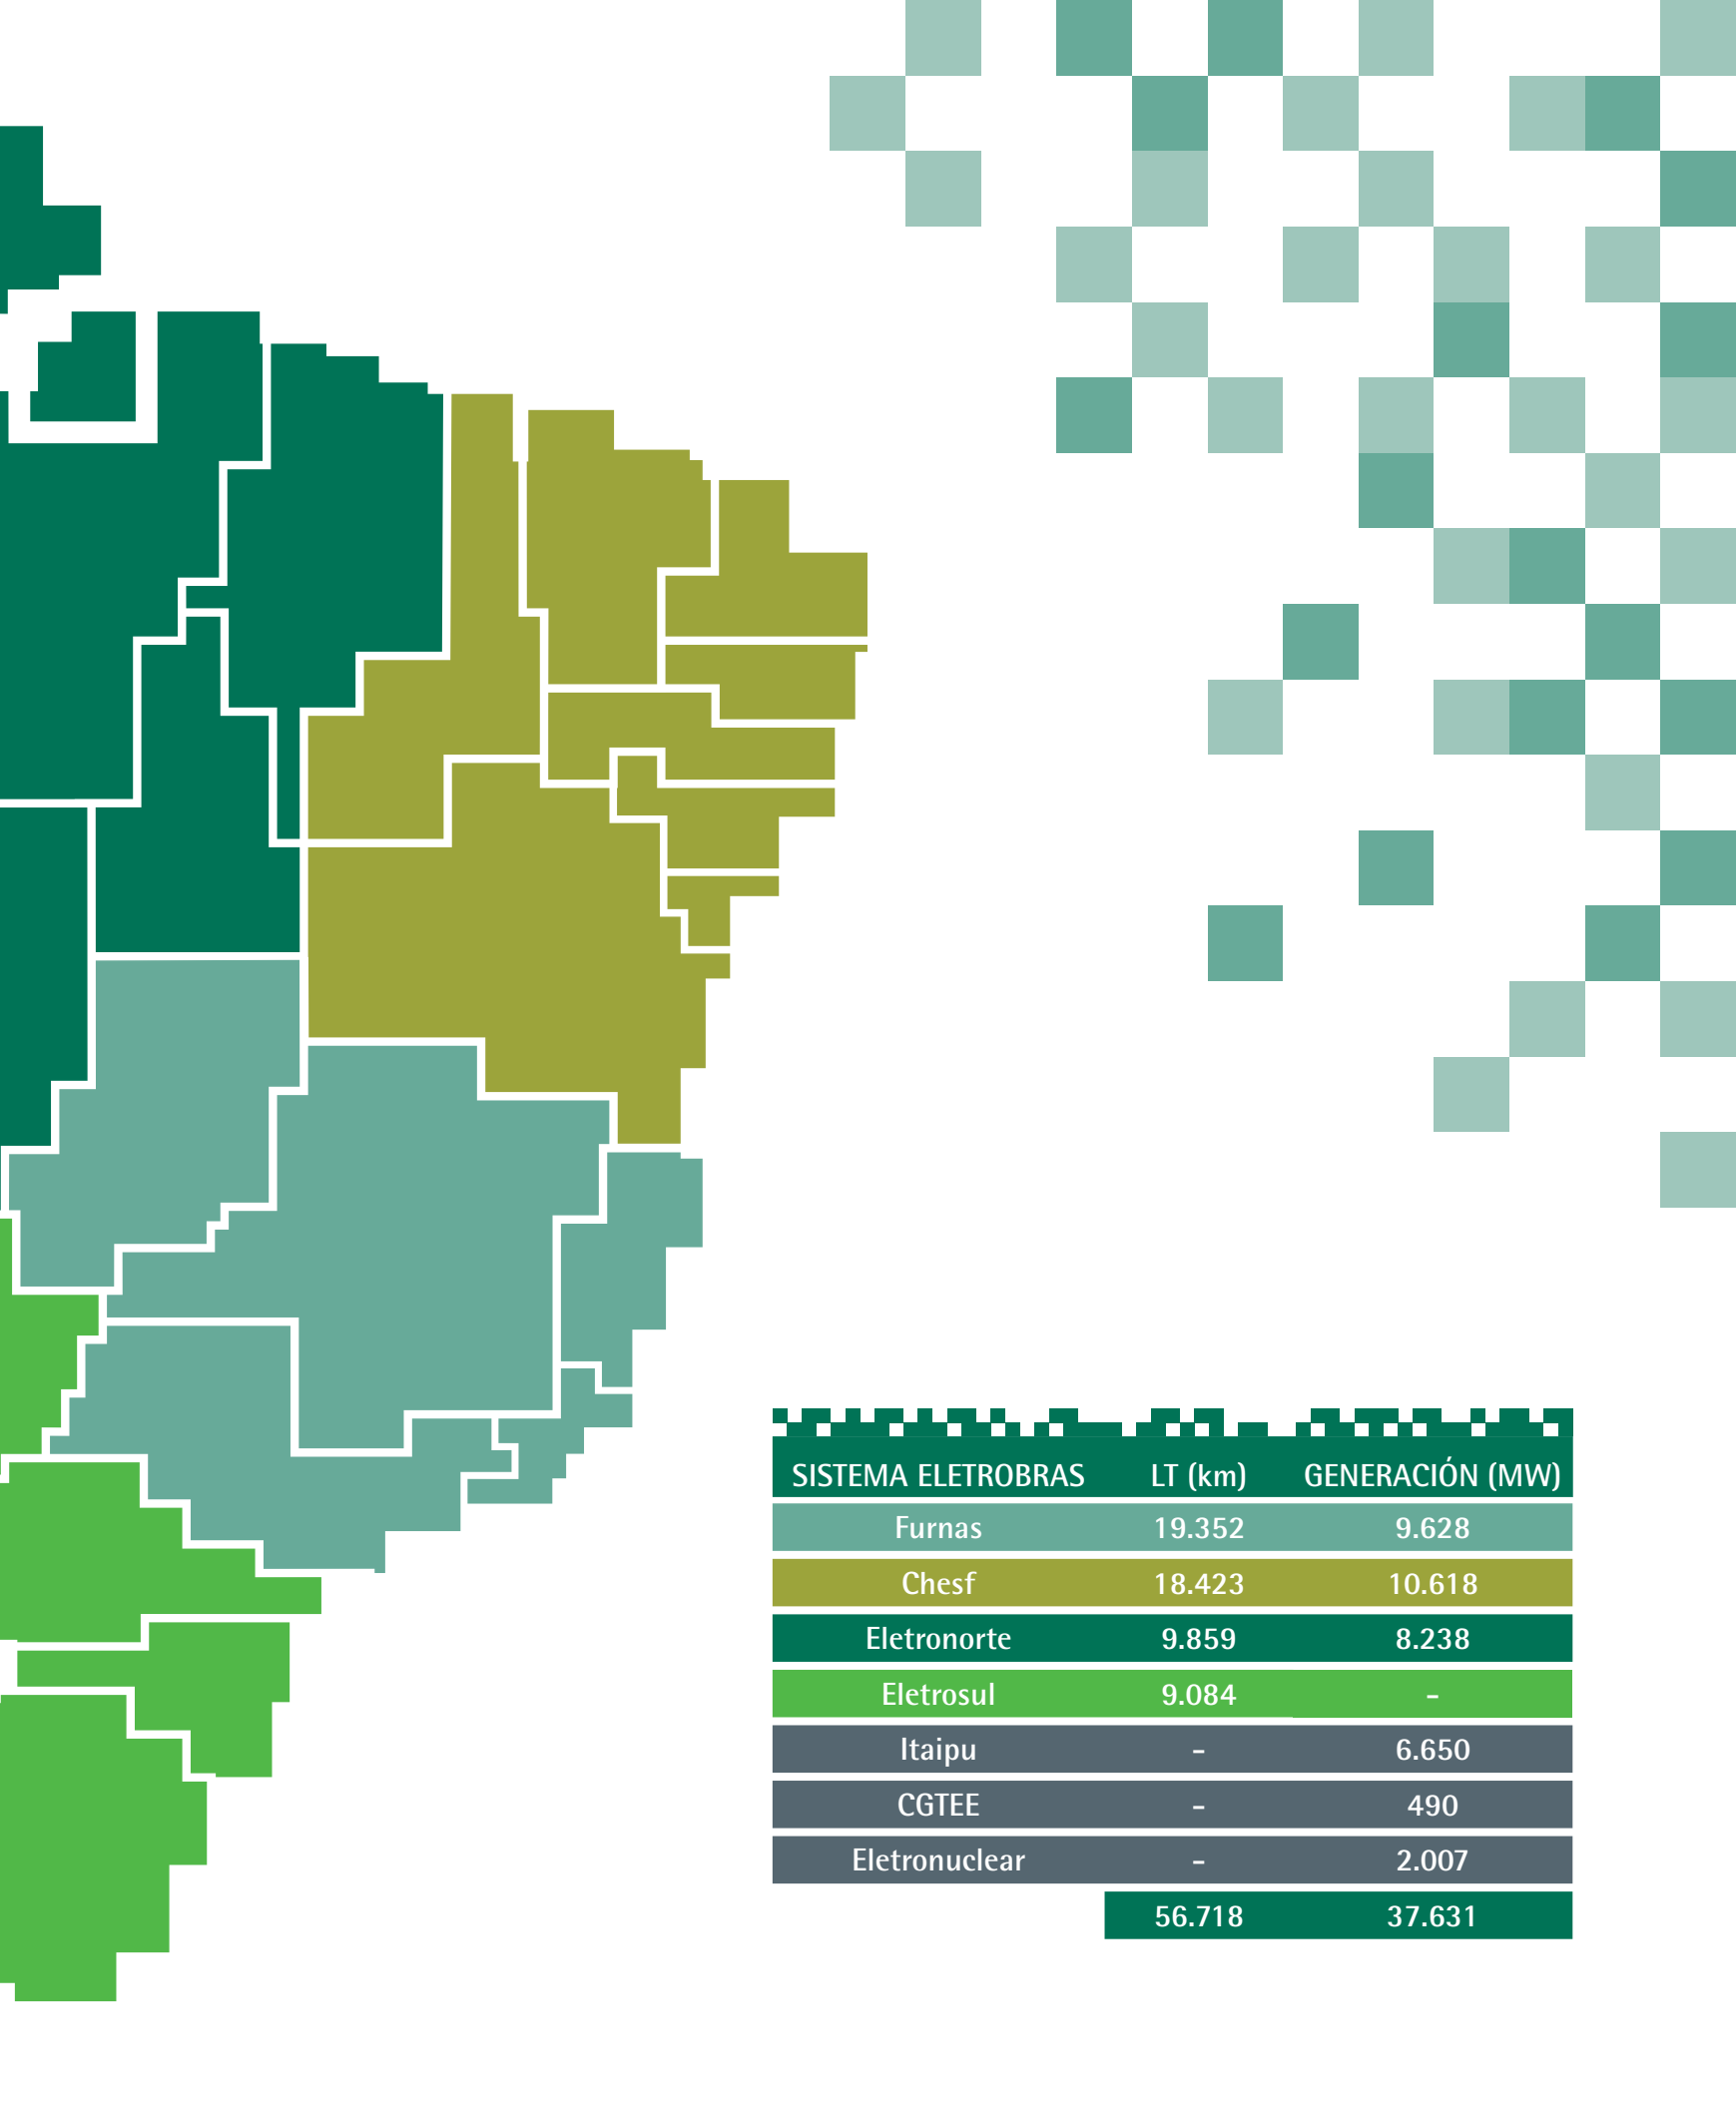 SISTEMA ELETROBRAS LT (km) GENERACIÓN (MW)
Furnas 19.352 9.628
Chesf 18.423 10.618
Eletronorte 9.859 8.238
Eletrosul 9.084 -
Itaipu - 6.650
CGTEE - 490
Eletronuclear - 2.007
56.718 37.631